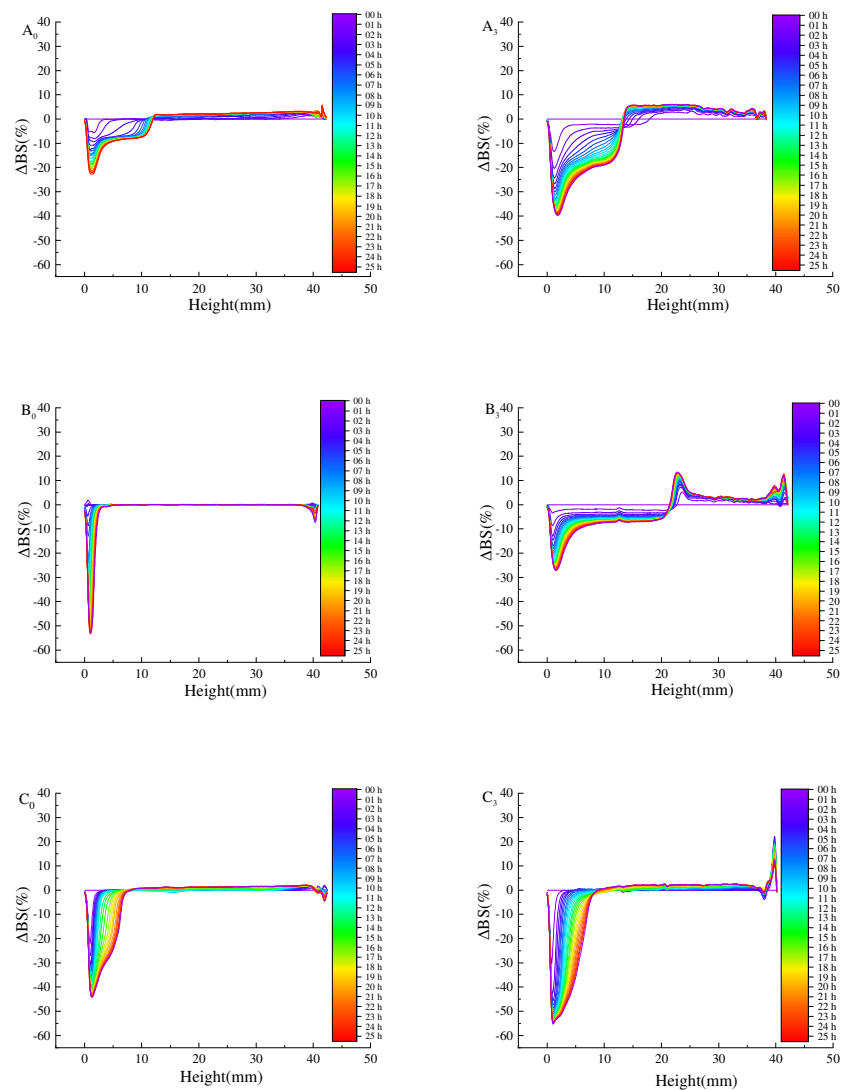 A0
40
30
20
10
0
-10
-20
-30
-40
-50
-60
ΔBS(%)
0
10
20
30
40
50
Height(mm)
00 h
01 h
02 h
03 h
05 h
06 h
07 h
08 h
09 h
10 h
11 h
12 h
14 h
15 h
16 h
17 h
18 h
19 h
20 h
21 h
22 h
23 h
24 h
25 h
A3
40
30
20
10
0
-10
-20
-30
-40
-50
-60
ΔBS(%)
0
10
20
30
40
50
Height(mm)
00 h
01 h
02 h
03 h
05 h
06 h
07 h
08 h
09 h
10 h
11 h
12 h
14 h
15 h
16 h
17 h
18 h
19 h
20 h
21 h
22 h
23 h
24 h
25 h
B0
40
30
20
10
0
-10
-20
-30
-40
-50
-60
ΔBS(%)
0
10
20
30
40
50
Height(mm)
00 h
01 h
02 h
03 h
05 h
06 h
07 h
08 h
09 h
10 h
11 h
12 h
14 h
15 h
16 h
17 h
18 h
19 h
20 h
21 h
22 h
23 h
24 h
25 h
B3
40
30
20
10
0
-10
-20
-30
-40
-50
-60
ΔBS(%)
0
10
20
30
40
50
Height(mm)
00
01
02
03
05
06
07
08
09
10
11
12
14
15
16
17
18
19
20
21
22
23
24
25
C0
40
30
20
10
0
-10
-20
-30
-40
-50
-60
ΔBS(%)
0
10
20
30
40
50
Height(mm)
00 h
01 h
02 h
03 h
05 h
06 h
07 h
08 h
09 h
10 h
11 h
12 h
14 h
15 h
16 h
17 h
18 h
19 h
20 h
21 h
22 h
23 h
24 h
25 h
C3
40
30
20
10
0
-10
-20
-30
-40
-50
-60
ΔBS(%)
0
10
20
30
40
50
Height(mm)
00 h
01 h
02 h
03 h
05 h
06 h
07 h
08 h
09 h
10 h
11 h
12 h
14 h
15 h
16 h
17 h
18 h
19 h
20 h
21 h
22 h
23 h
24 h
25 h